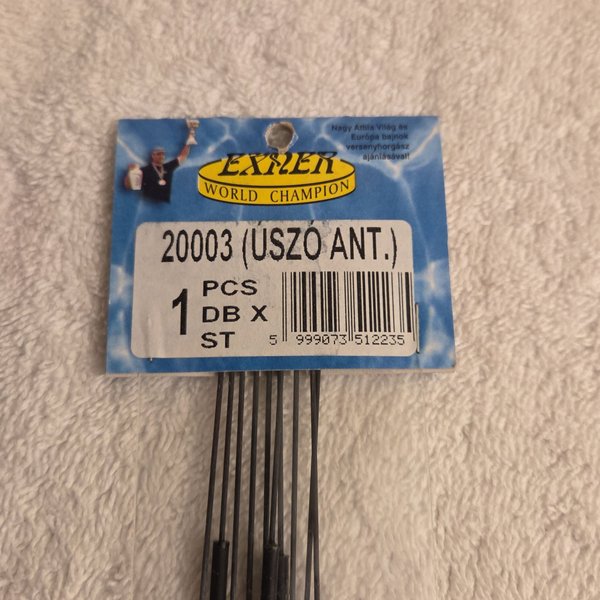 Nagy Attila Világ és
Európa bajnok
versenyhorgász
ajánlásával!
EXNER
WORLD CHAMPION
20003 (ÚSZÓ ANT.)
1 PCS
DB X
ST
5 999073 512235